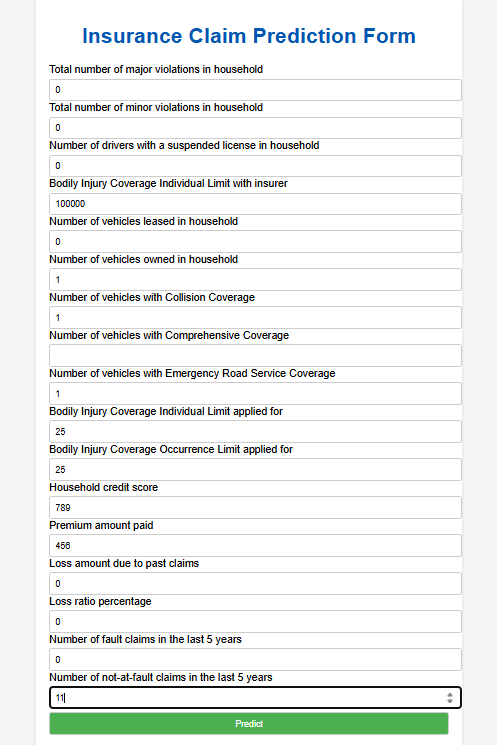 Insurance Claim Prediction Form
Total number of major violations in household
0
Total number of minor violations in household
0
Number of drivers with a suspended license in household
0
Bodily Injury Coverage Individual Limit with insurer
100000
Number of vehicles leased in household
0
Number of vehicles owned in household
1
Number of vehicles with Collision Coverage
1
Number of vehicles with Comprehensive Coverage
Number of vehicles with Emergency Road Service Coverage
1
Bodily Injury Coverage Individual Limit applied for
25
Bodily Injury Coverage Occurrence Limit applied for
25
Household credit score
789
Premium amount paid
456
Loss amount due to past claims
0
Loss ratio percentage
0
Number of fault claims in the last 5 years
0
Number of not-at-fault claims in the last 5 years
11
Predict